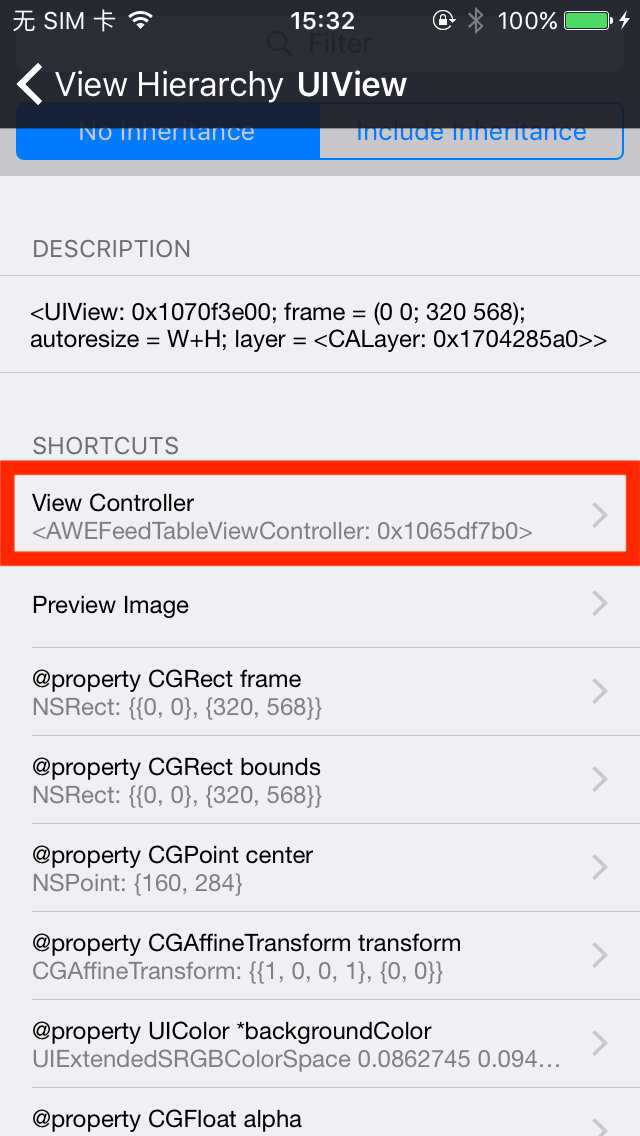 无 SIM 卡 15:32 100%
Filter
View Hierarchy UIView
No Inheritance Include Inheritance
DESCRIPTION
<UIView: 0x1070f3e00; frame = (0 0; 320 568);
autoresize = W+H; layer = <CALayer: 0x1704285a0>>
SHORTCUTS
View Controller
<AWEFeedTableViewController: 0x1065df7b0>
Preview Image
@property CGRect frame
NSRect: {{0, 0}, {320, 568}}
@property CGRect bounds
NSRect: {{0, 0}, {320, 568}}
@property CGPoint center
NSPoint: {160, 284}
@property CGAffineTransform transform
CGAffineTransform: {{1, 0, 0, 1}, {0, 0}}
@property UIColor *backgroundColor
UIExtendedSRGBColorSpace 0.0862745 0.094…
@property CGFloat alpha